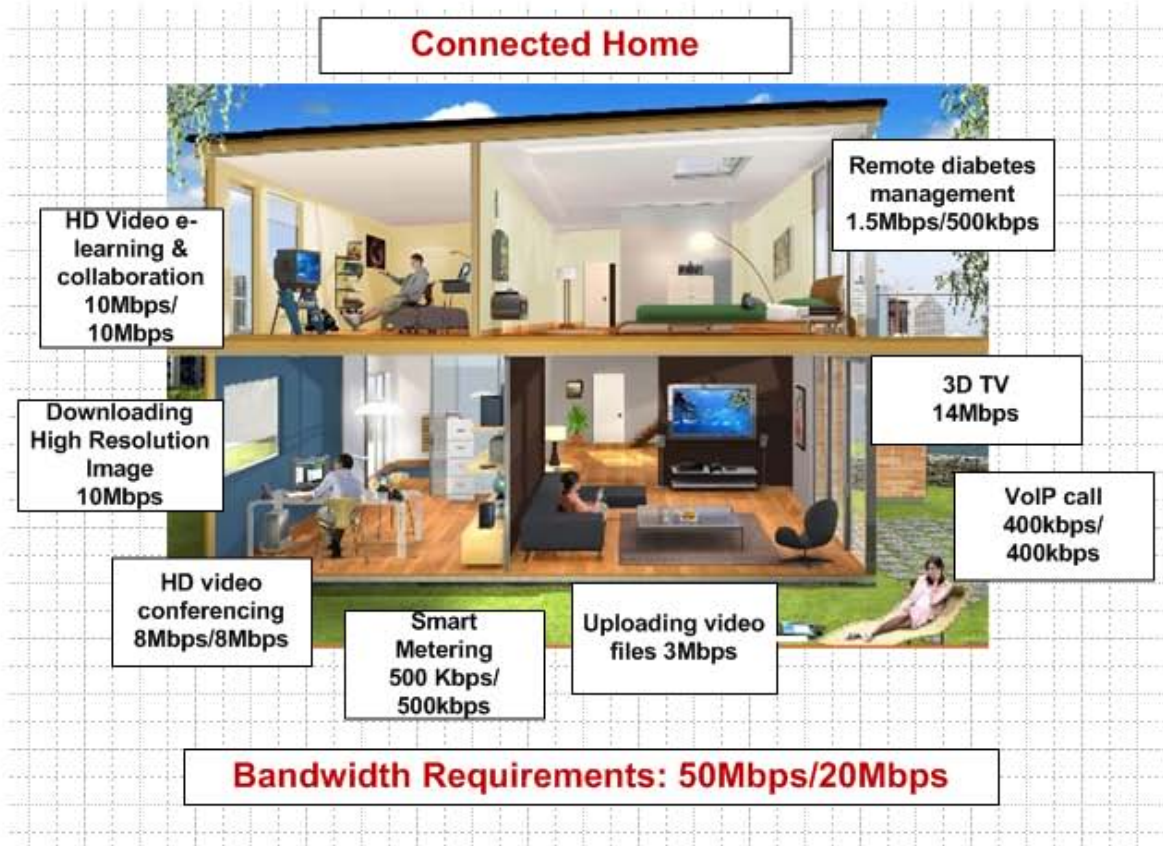 Connected Home
Remote diabetes
management
1.5Mbps/500kbps
HD Video e-
learning &
collaboration
10Mbps/
10Mbps
3D TV
14Mbps
Downloading
High Resolution
Image
10Mbps
VoIP call
400kbps/
400kbps
HD video
conferencing
8Mbps/8Mbps
Smart
Metering
500 Kbps/
500kbps
Uploading video
files 3Mbps
Bandwidth Requirements: 50Mbps/20Mbps